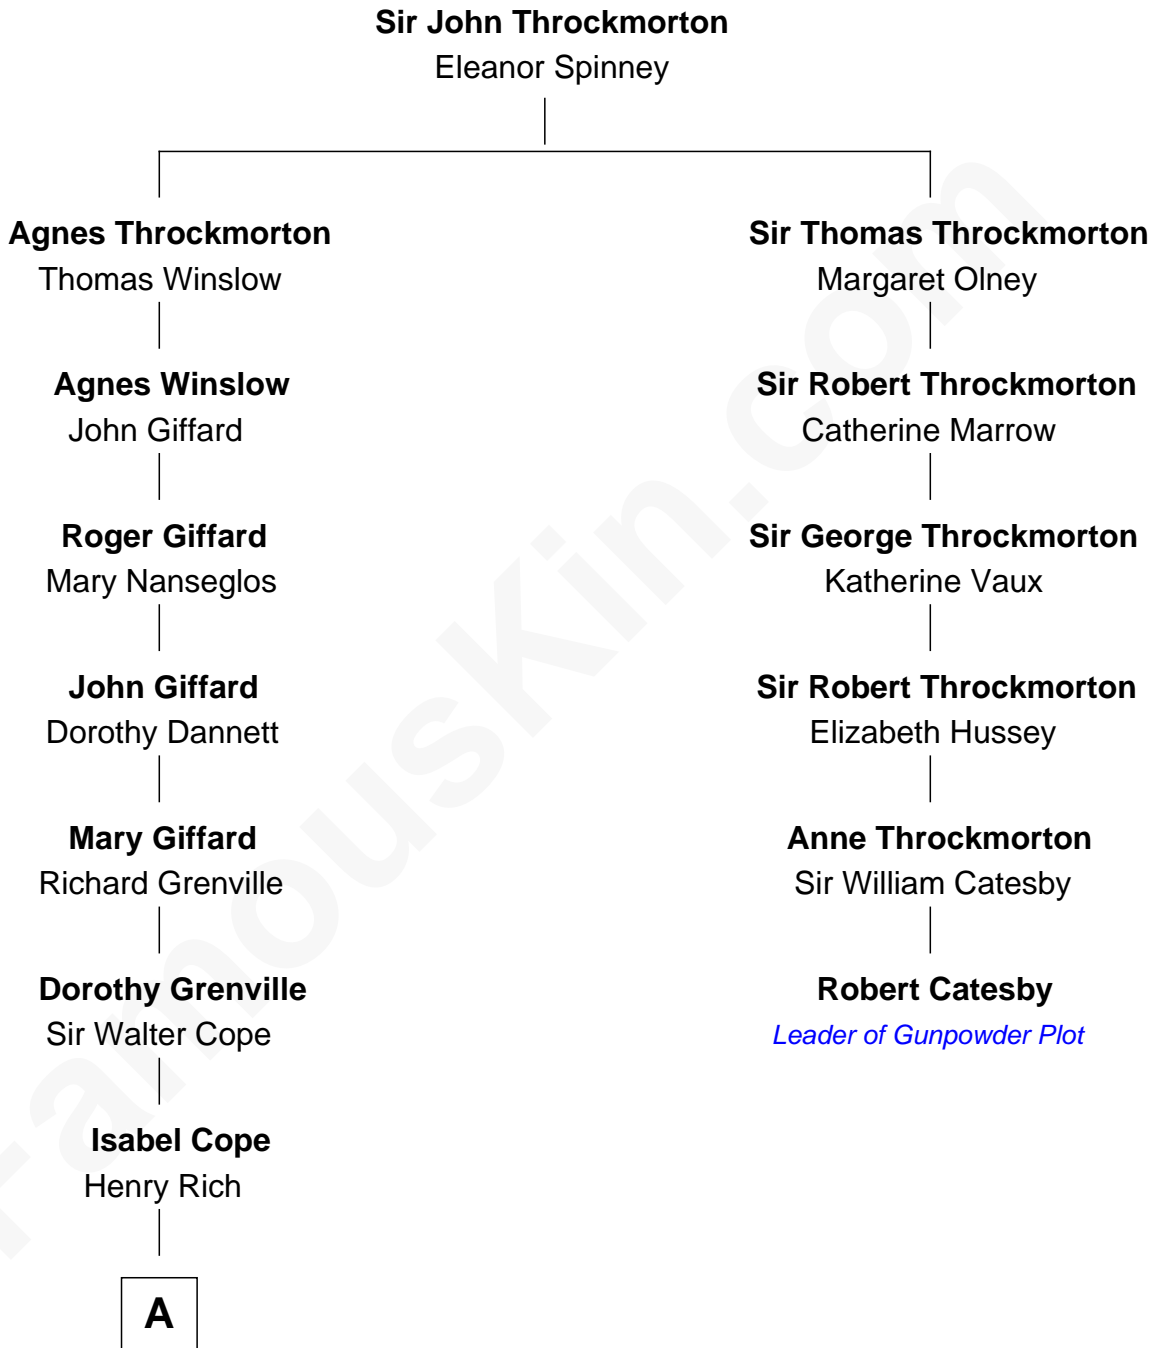 Sir John Throckmorton
Eleanor Spinney
Agnes Throckmorton
Thomas Winslow
Agnes Winslow
John Giffard
Roger Giffard
Mary Nanseglos
John Giffard
Dorothy Dannett
Mary Giffard
Richard Grenville
Dorothy Grenville
Sir Walter Cope
Isabel Cope
Henry Rich
A
Sir Thomas Throckmorton
Margaret Olney
Sir Robert Throckmorton
Catherine Marrow
Sir George Throckmorton
Katherine Vaux
Sir Robert Throckmorton
Elizabeth Hussey
Anne Throckmorton
Sir William Catesby
Robert Catesby
Leader of Gunpowder Plot
FamousKin.com